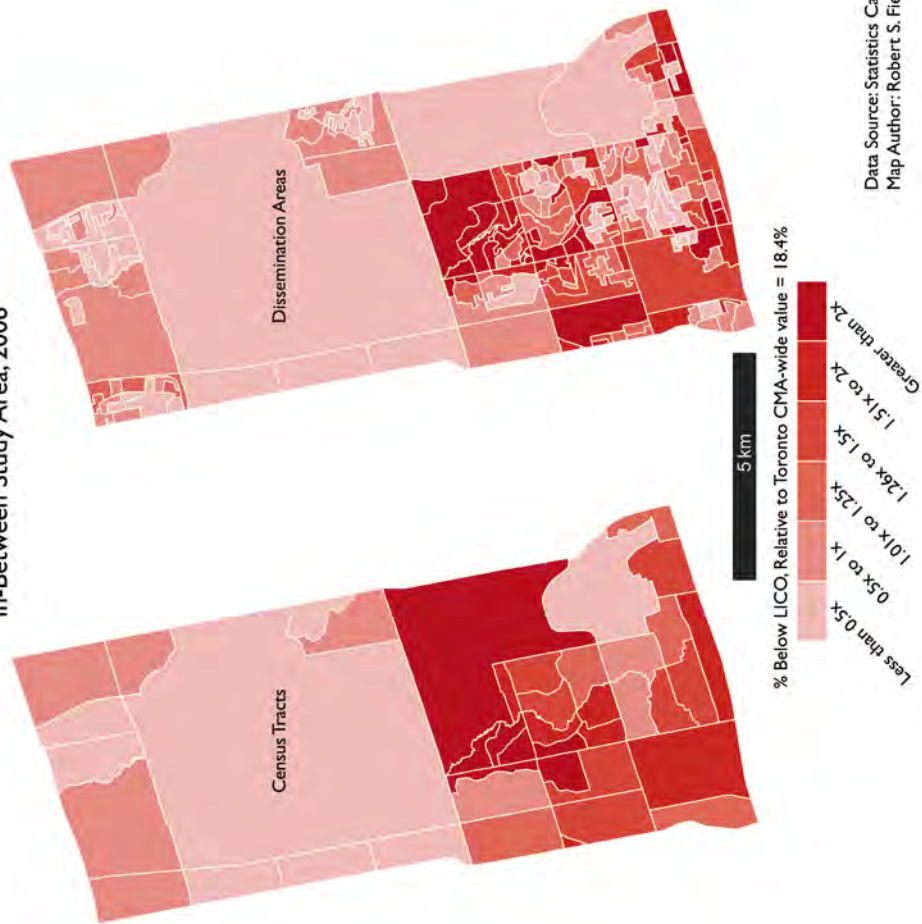 In-Between Study Area, 2006
Census Tracts
Dissemination Areas
5 km
% Below LICO, Relative to Toronto CMA-wide value = 18.4%
Less than 0.5x
0.5x to 1x
1.01x to 1.25x
1.26x to 1.5x
1.51x to 2x
Greater than 2x
Data Source: Statistics Ca
Map Author: Robert S. Fie